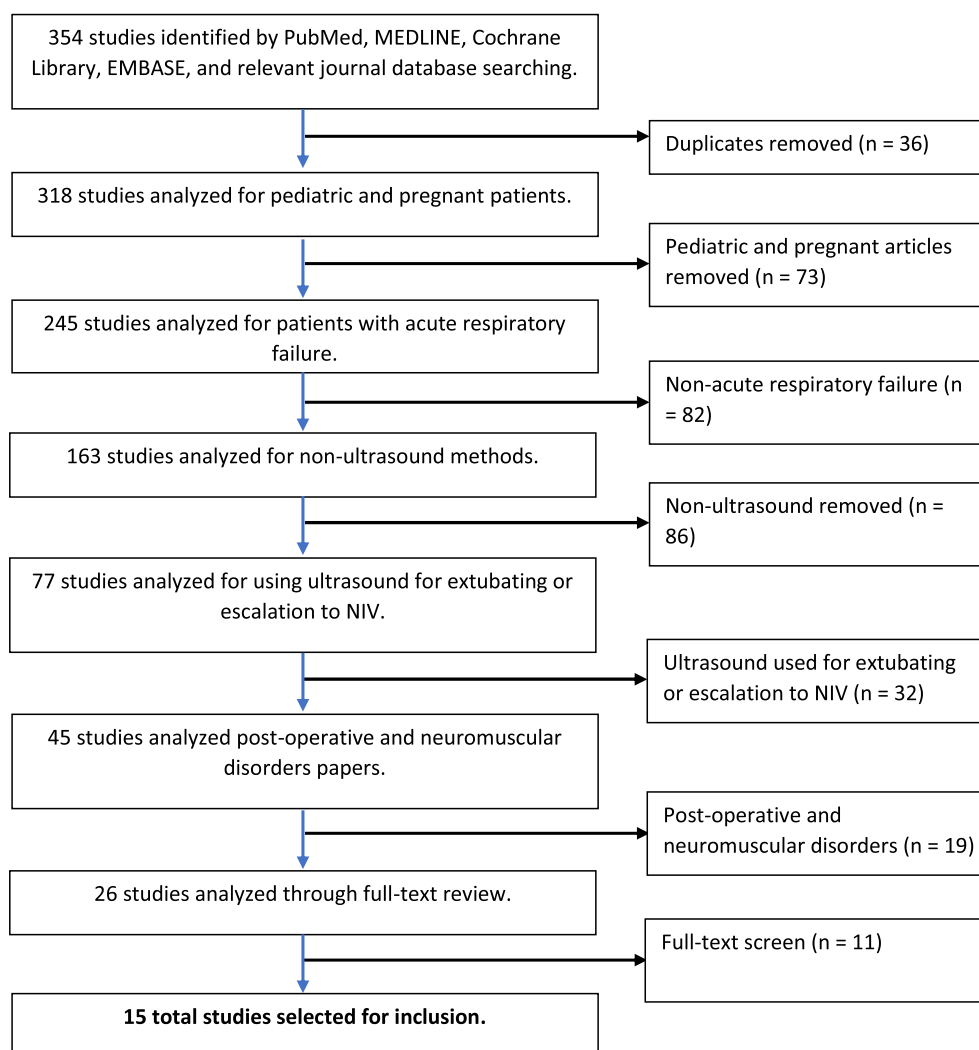 354 studies identified by PubMed, MEDLINE, Cochrane
Library, EMBASE, and relevant journal database searching.
Duplicates removed (n = 36)
318 studies analyzed for pediatric and pregnant patients.
Pediatric and pregnant articles
removed (n = 73)
245 studies analyzed for patients with acute respiratory
failure.
Non-acute respiratory failure (n
= 82)
163 studies analyzed for non-ultrasound methods.
Non-ultrasound removed (n =
86)
77 studies analyzed for using ultrasound for extubating or
escalation to NIV.
Ultrasound used for extubating
or escalation to NIV (n = 32)
45 studies analyzed post-operative and neuromuscular
disorders papers.
Post-operative and
neuromuscular disorders (n = 19)
26 studies analyzed through full-text review.
Full-text screen (n = 11)
15 total studies selected for inclusion.